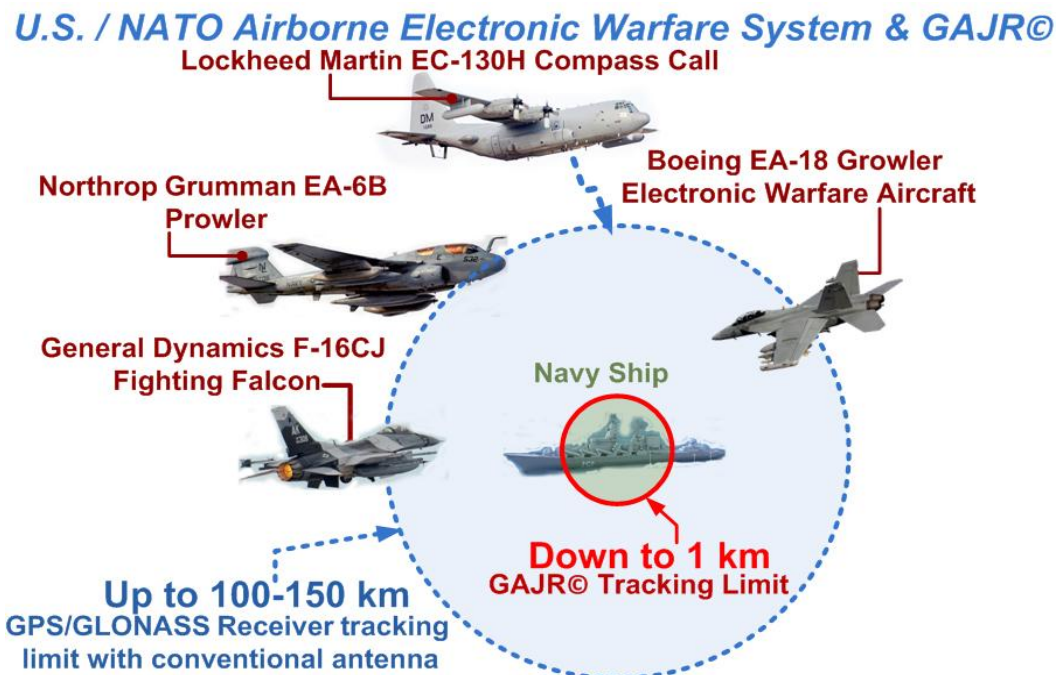 U.S. / NATO Airborne Electronic Warfare System & GAJR©
Lockheed Martin EC-130H Compass Call
DM
Boeing EA-18 Growler
Electronic Warfare Aircraft
Northrop Grumman EA-6B
Prowler
General Dynamics F-16CJ
Fighting Falcon
AK
Navy Ship
Down to 1 km
GAJR© Tracking Limit
Up to 100-150 km
GPS/GLONASS Receiver tracking
limit with conventional antenna